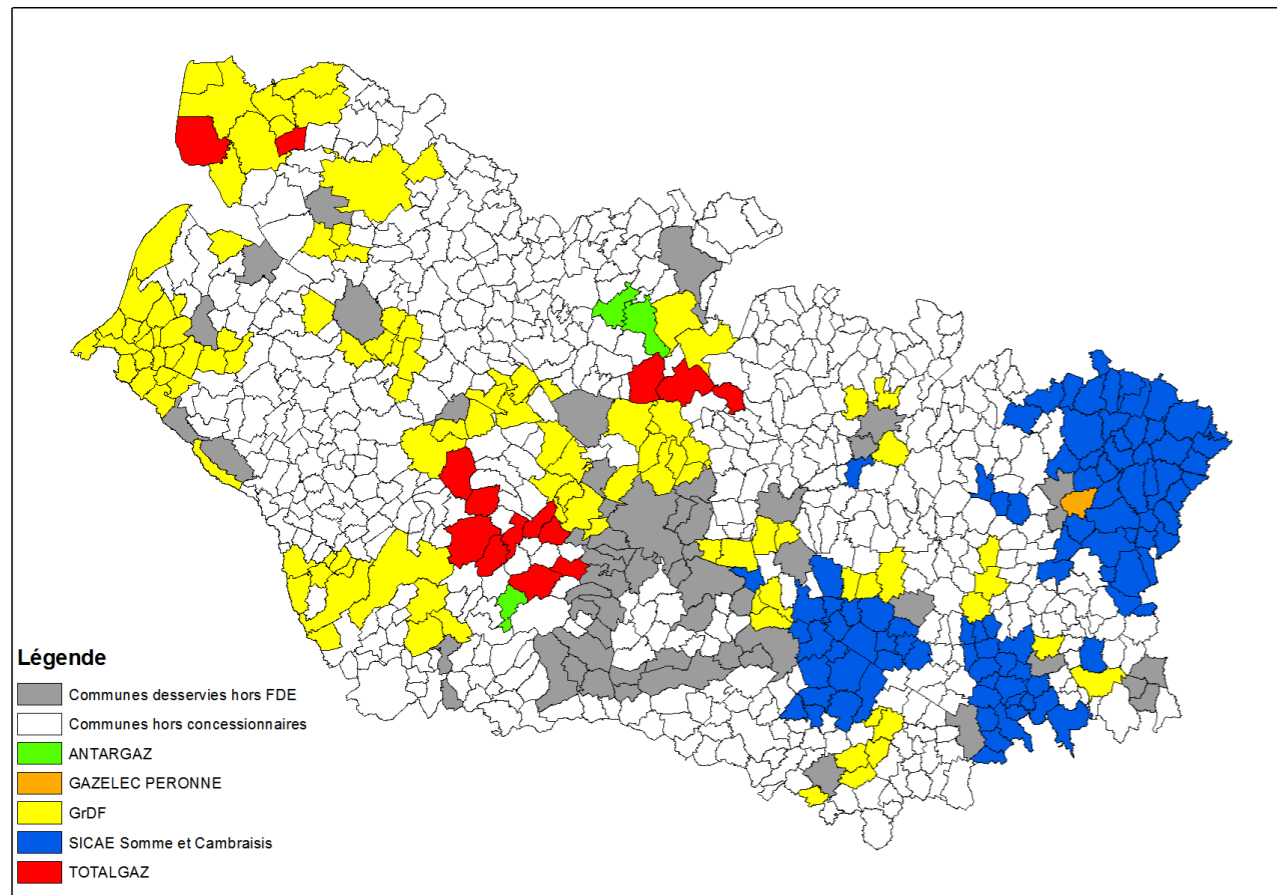 Légende
Communes desservies hors FDE
Communes hors concessionnaires
ANTARGAZ
GAZELEC PERONNE
GrDF
SICAE Somme et Cambraisis
TOTALGAZ